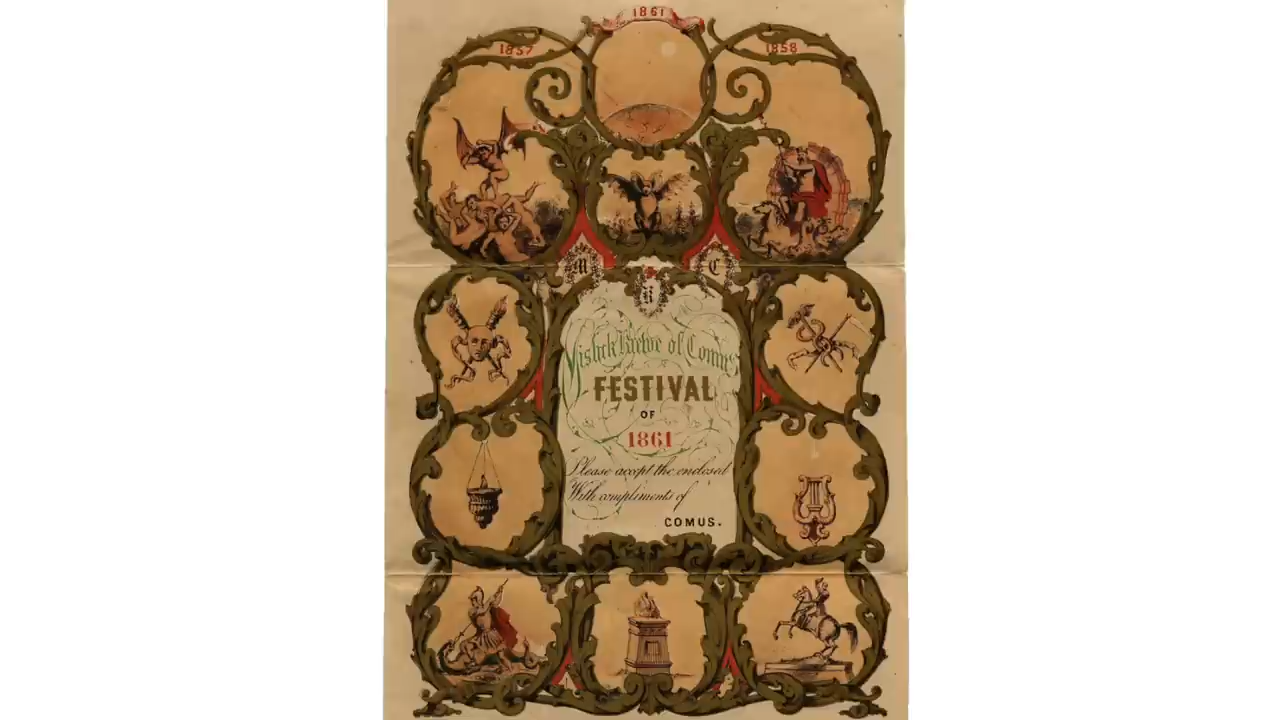 1861
1857
1858
M
C
K
Mistick Krewe of Comus
FESTIVAL
OF
1861
Please accept the enclosed
With compliments of
COMUS.